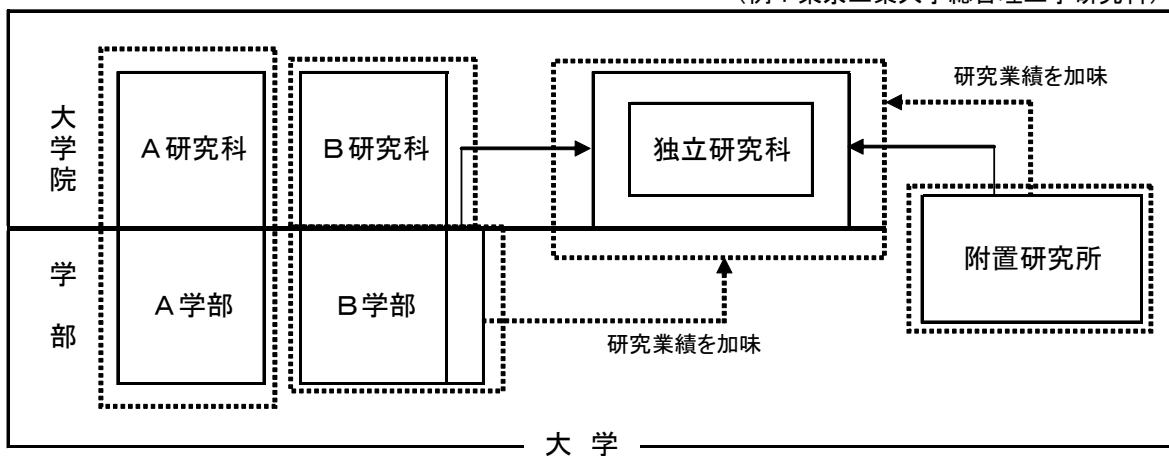 研究業績を加味
大学院
A研究科
B研究科
独立研究科
附置研究所
学部
A学部
B学部
研究業績を加味
大 学